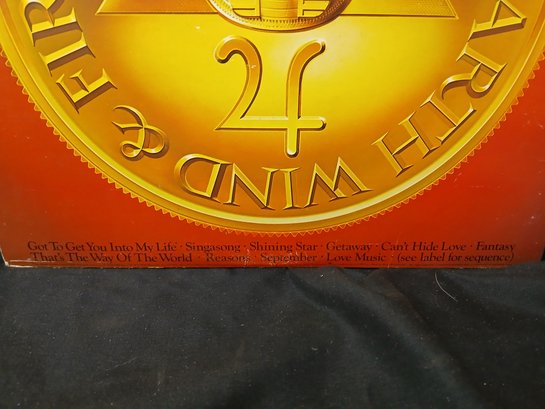 EARTH WIND & FIR
Got To Get You Into My Life · Singasong · Shining Star · Getaway · Can't Hide Love · Fantasy
That's The Way Of The World · Reasons · September · Love Music · (see label for sequence)